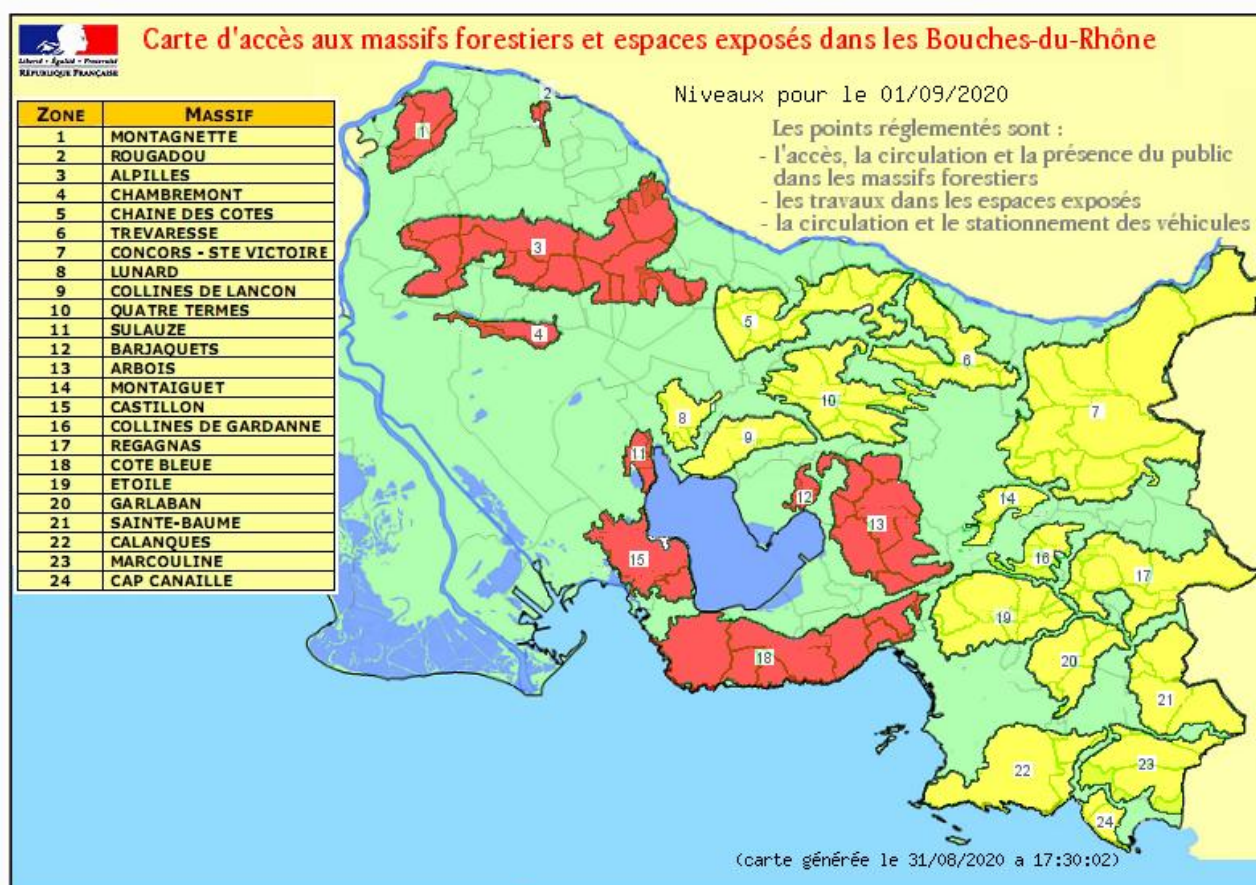 Carte d'accès aux massifs forestiers et espaces exposés dans les Bouches-du-Rhône
Liberté • Égalité • Fraternité
RÉPUBLIQUE FRANÇAISE
Niveaux pour le 01/09/2020
Les points réglementés sont :
- l'accès, la circulation et la présence du public
dans les massifs forestiers
- les travaux dans les espaces exposés
- la circulation et le stationnement des véhicules
ZONE MASSIF
1 MONTAGNETTE
2 ROUGADOU
3 ALPILLES
4 CHAMBREMONT
5 CHAINE DES COTES
6 TREVARESSE
7 CONCORS - STE VICTOIRE
8 LUNARD
9 COLLINES DE LANCON
10 QUATRE TERMES
11 SULAUZE
12 BARJAQUETS
13 ARBOIS
14 MONTAIGUET
15 CASTILLON
16 COLLINES DE GARDANNE
17 REGAGNAS
18 COTE BLEUE
19 ETOILE
20 GARLABAN
21 SAINTE-BAUME
22 CALANQUES
23 MARCOULINE
24 CAP CANAILLE
2
1
3
4
5
6
10
7
8
9
11
12
13
14
15
16
17
19
18
20
21
22
23
24
(carte générée le 31/08/2020 a 17:30:02)